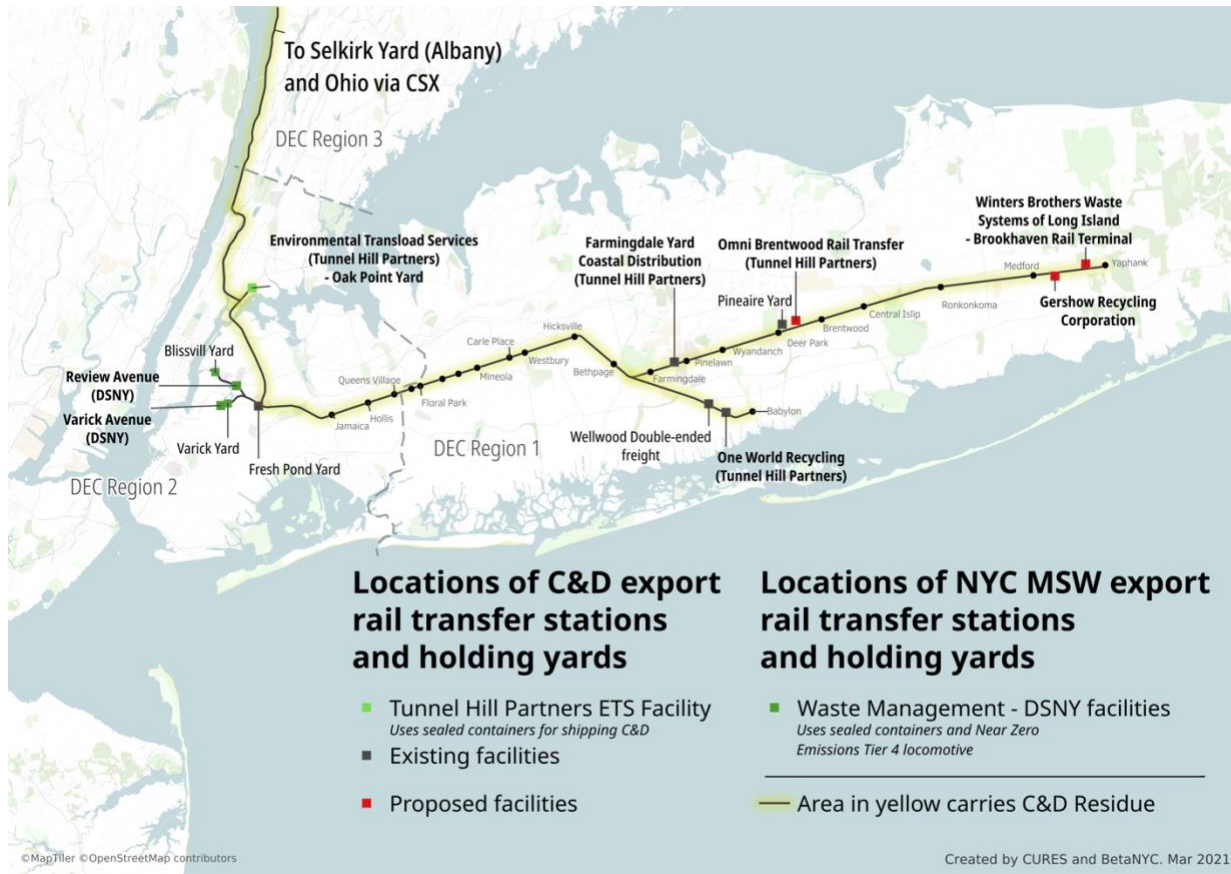 To Selkirk Yard (Albany)
and Ohio via CSX
DEC Region 3
Environmental Transload Services
(Tunnel Hill Partners)
- Oak Point Yard
Farmingdale Yard
Coastal Distribution
(Tunnel Hill Partners)
Omni Brentwood Rail Transfer
(Tunnel Hill Partners)
Winters Brothers Waste
Systems of Long Island
- Brookhaven Rail Terminal
Medford
Yaphank
Gershow Recycling
Corporation
Ronkonkoma
Central Islip
Pineaire Yard
Brentwood
Deer Park
Wyandanch
Pinelawn
Farmingdale
Hicksville
Bethpage
Carle Place
Westbury
Mineola
Queens Village
Floral Park
Hollis
Jamaica
Blissvill Yard
Review Avenue
(DSNY)
Varick Avenue
(DSNY)
Varick Yard
Fresh Pond Yard
DEC Region 1
DEC Region 2
Wellwood Double-ended
freight
Babylon
One World Recycling
(Tunnel Hill Partners)
Locations of C&D export
rail transfer stations
and holding yards
Tunnel Hill Partners ETS Facility
Uses sealed containers for shipping C&D
Existing facilities
Proposed facilities
Locations of NYC MSW export
rail transfer stations
and holding yards
Waste Management - DSNY facilities
Uses sealed containers and Near Zero
Emissions Tier 4 locomotive
Area in yellow carries C&D Residue
©MapTiler ©OpenStreetMap contributors
Created by CURES and BetaNYC. Mar 2021